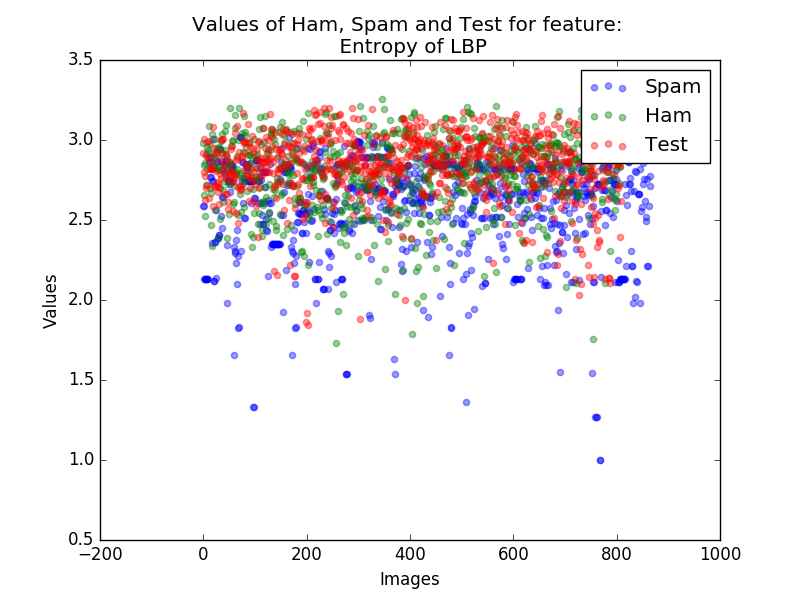 Values of Ham, Spam and Test for feature:
Entropy of LBP
3.5
3.0
2.5
2.0
1.5
1.0
0.5
Values
Spam
Ham
Test
−200
0
200
400
600
800
1000
Images